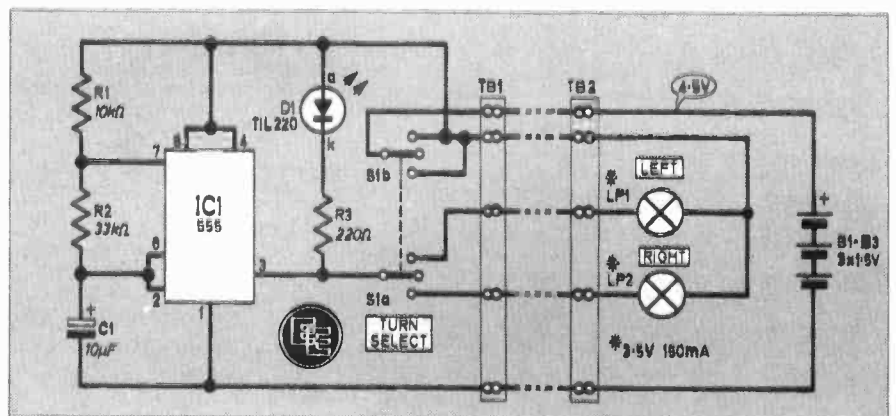 R1
10kΩ
7
8
4
IC1
555
R2
33kΩ
6
2
3
1
+
C1
10µF
a
D1
TIL220
k
R3
220Ω
S1b
S1a
TURN
SELECT
TB1
TB2
4·5V
LEFT
*
LP1
RIGHT
*
LP2
*3·5V 150mA
+
B1-B3
3x1·5V